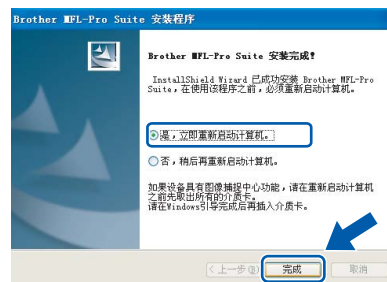 Brother MFL-Pro Suite 安装程序
Brother MFL-Pro Suite 安装完成!
InstallShield Wizard 已成功安装 Brother MFL-Pro
Suite，在使用该程序之前，必须重新启动计算机。
是，立即重新启动计算机。
否，稍后再重新启动计算机。
如果设备具有图像捕捉中心功能，请在重新启动计算机
之前先取出所有的介质卡。
请在Windows引导完成后再插入介质卡。
<上一步(B)
完成
取消